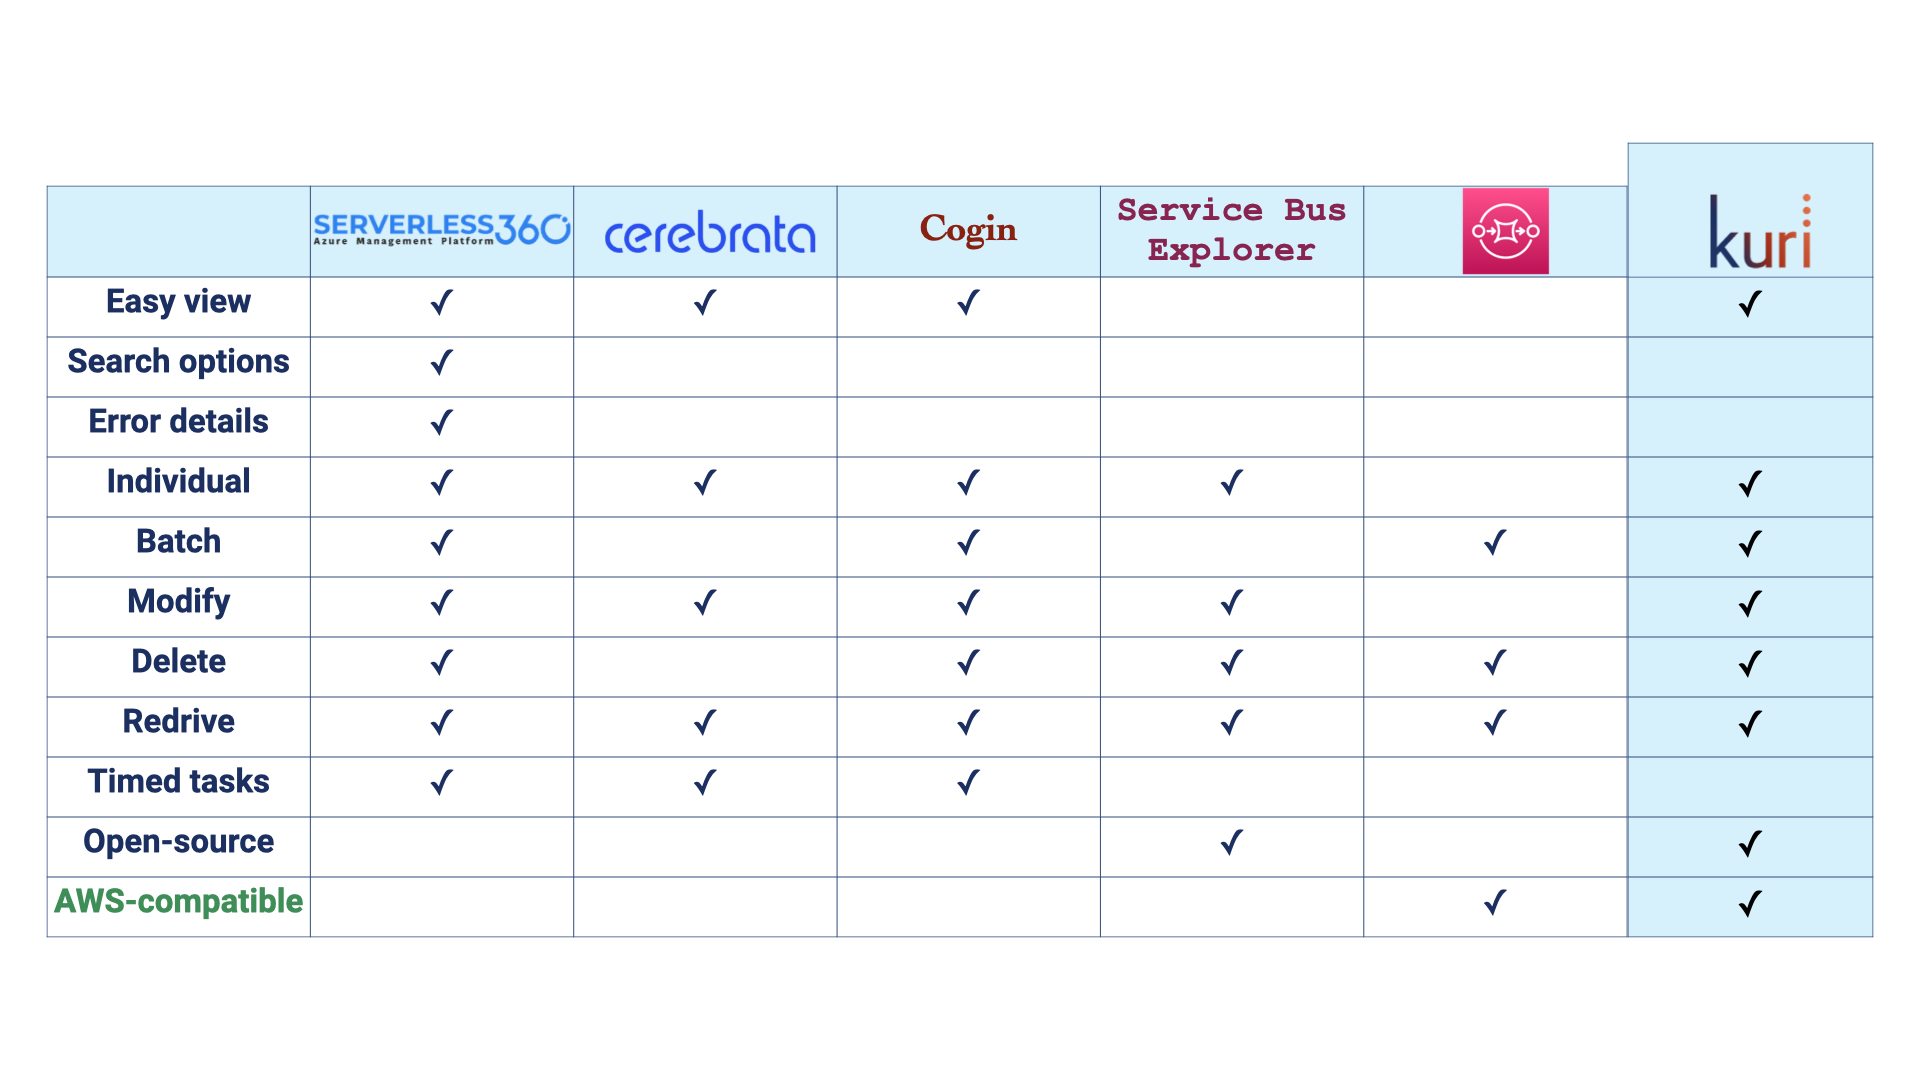 SERVERLESS360
Azure Management Platform
cerebrata
Cogin
Service Bus
Explorer
kuri
Easy view ✓ ✓ ✓ ✓
Search options ✓
Error details ✓
Individual ✓ ✓ ✓ ✓ ✓
Batch ✓ ✓ ✓ ✓
Modify ✓ ✓ ✓ ✓ ✓
Delete ✓ ✓ ✓ ✓ ✓
Redrive ✓ ✓ ✓ ✓ ✓ ✓
Timed tasks ✓ ✓ ✓
Open-source ✓ ✓
AWS-compatible ✓ ✓